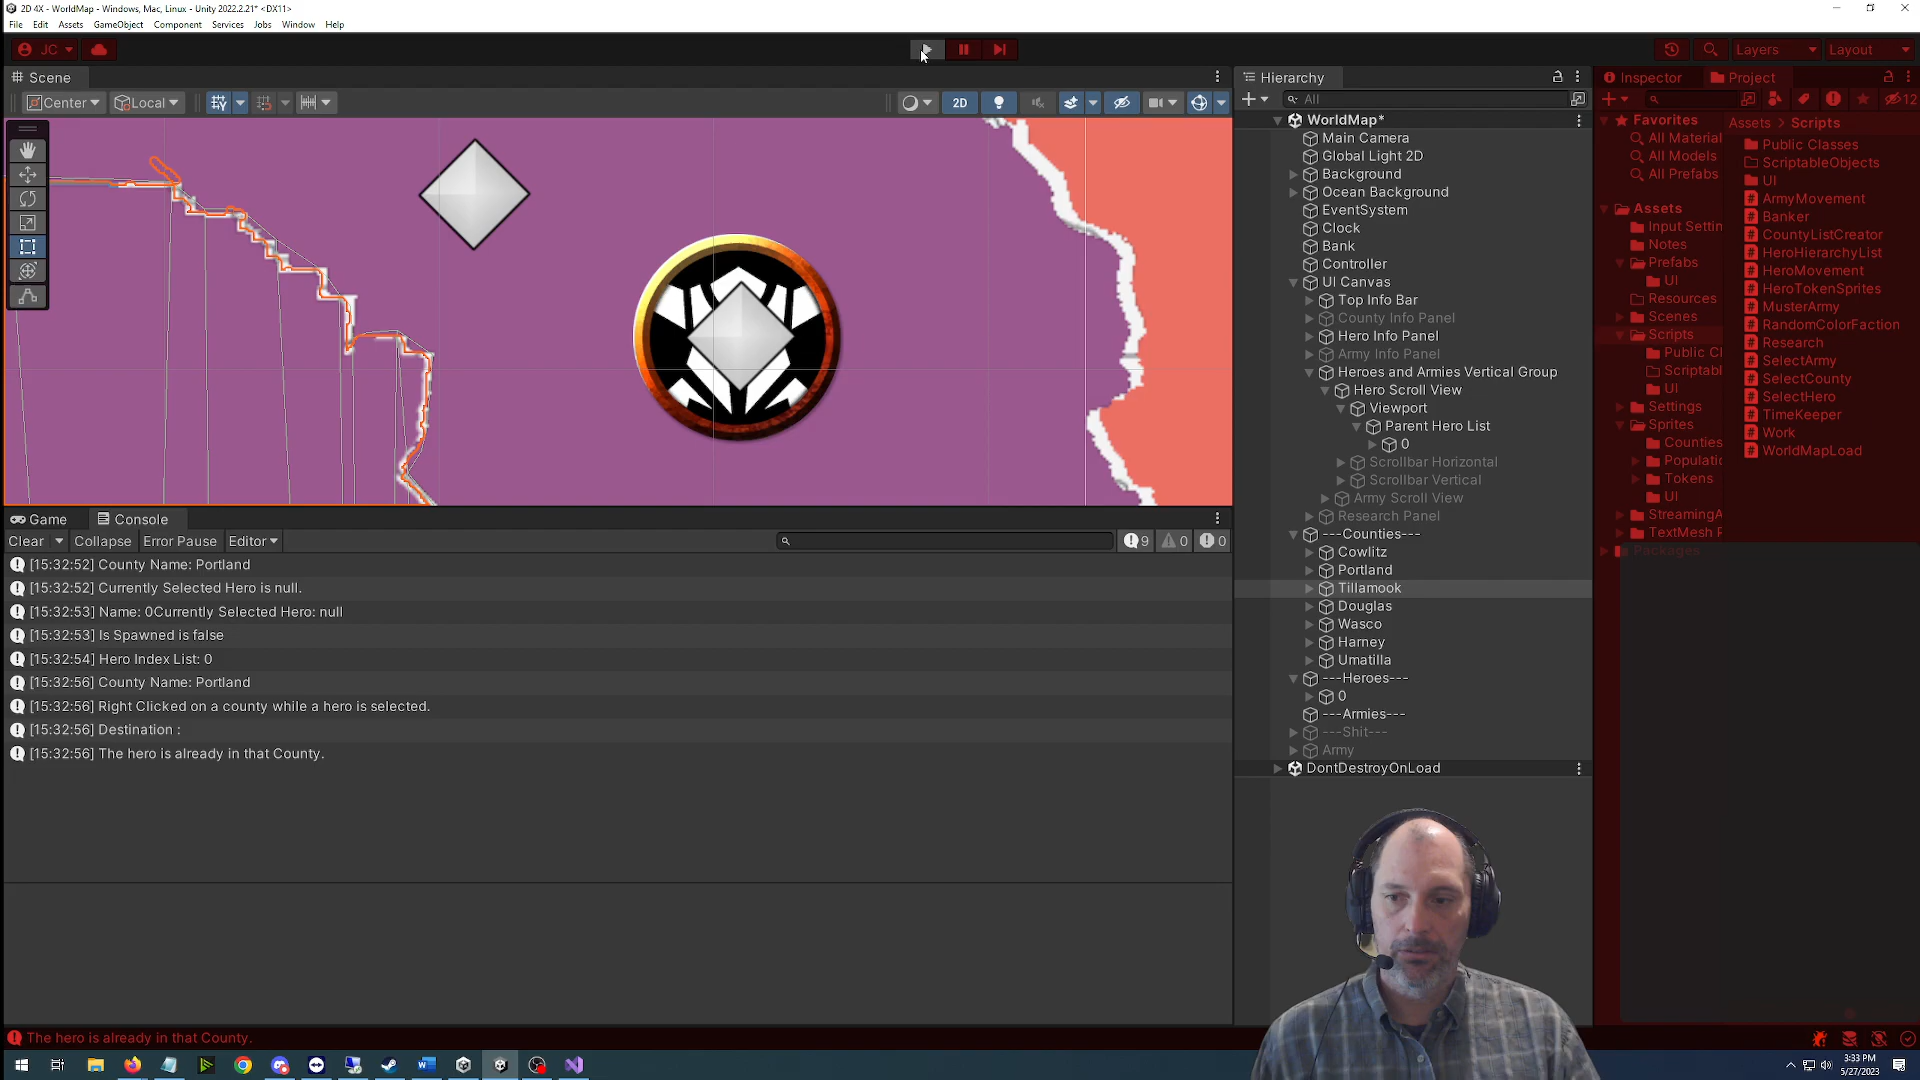 2D 4X - WorldMap - Windows, Mac, Linux - Unity 2022.2.21* <DX11>
File Edit Assets GameObject Component Services Jobs Window Help
JC Layers Layout
Scene
Center Local 2D
Game Console
Clear Collapse Error Pause Editor 9 0 0
[15:32:52] County Name: Portland
[15:32:52] Currently Selected Hero is null.
[15:32:53] Name: 0Currently Selected Hero: null
[15:32:53] Is Spawned is false
[15:32:54] Hero Index List: 0
[15:32:56] County Name: Portland
[15:32:56] Right Clicked on a county while a hero is selected.
[15:32:56] Destination :
[15:32:56] The hero is already in that County.
Hierarchy
All
WorldMap*
Main Camera
Global Light 2D
Background
Ocean Background
EventSystem
Clock
Bank
Controller
UI Canvas
Top Info Bar
County Info Panel
Hero Info Panel
Army Info Panel
Heroes and Armies Vertical Group
Hero Scroll View
Viewport
Parent Hero List
0
Scrollbar Horizontal
Scrollbar Vertical
Army Scroll View
Research Panel
---Counties---
Cowlitz
Portland
Tillamook
Douglas
Wasco
Harney
Umatilla
---Heroes---
0
---Armies---
---Shit---
Army
DontDestroyOnLoad
Inspector Project
12
Favorites
All Material
All Models
All Prefabs
Assets
Input Settin
Notes
Prefabs
UI
Resources
Scenes
Scripts
Public Cl
Scriptabl
UI
Settings
Sprites
Counties
Populatio
Tokens
UI
StreamingA
TextMesh P
Packages
Assets > Scripts
Public Classes
ScriptableObjects
UI
ArmyMovement
Banker
CountyListCreator
HeroHierarchyList
HeroMovement
HeroTokenSprites
MusterArmy
RandomColorFaction
Research
SelectArmy
SelectCounty
SelectHero
TimeKeeper
Work
WorldMapLoad
The hero is already in that County.
3:33 PM
5/27/2023